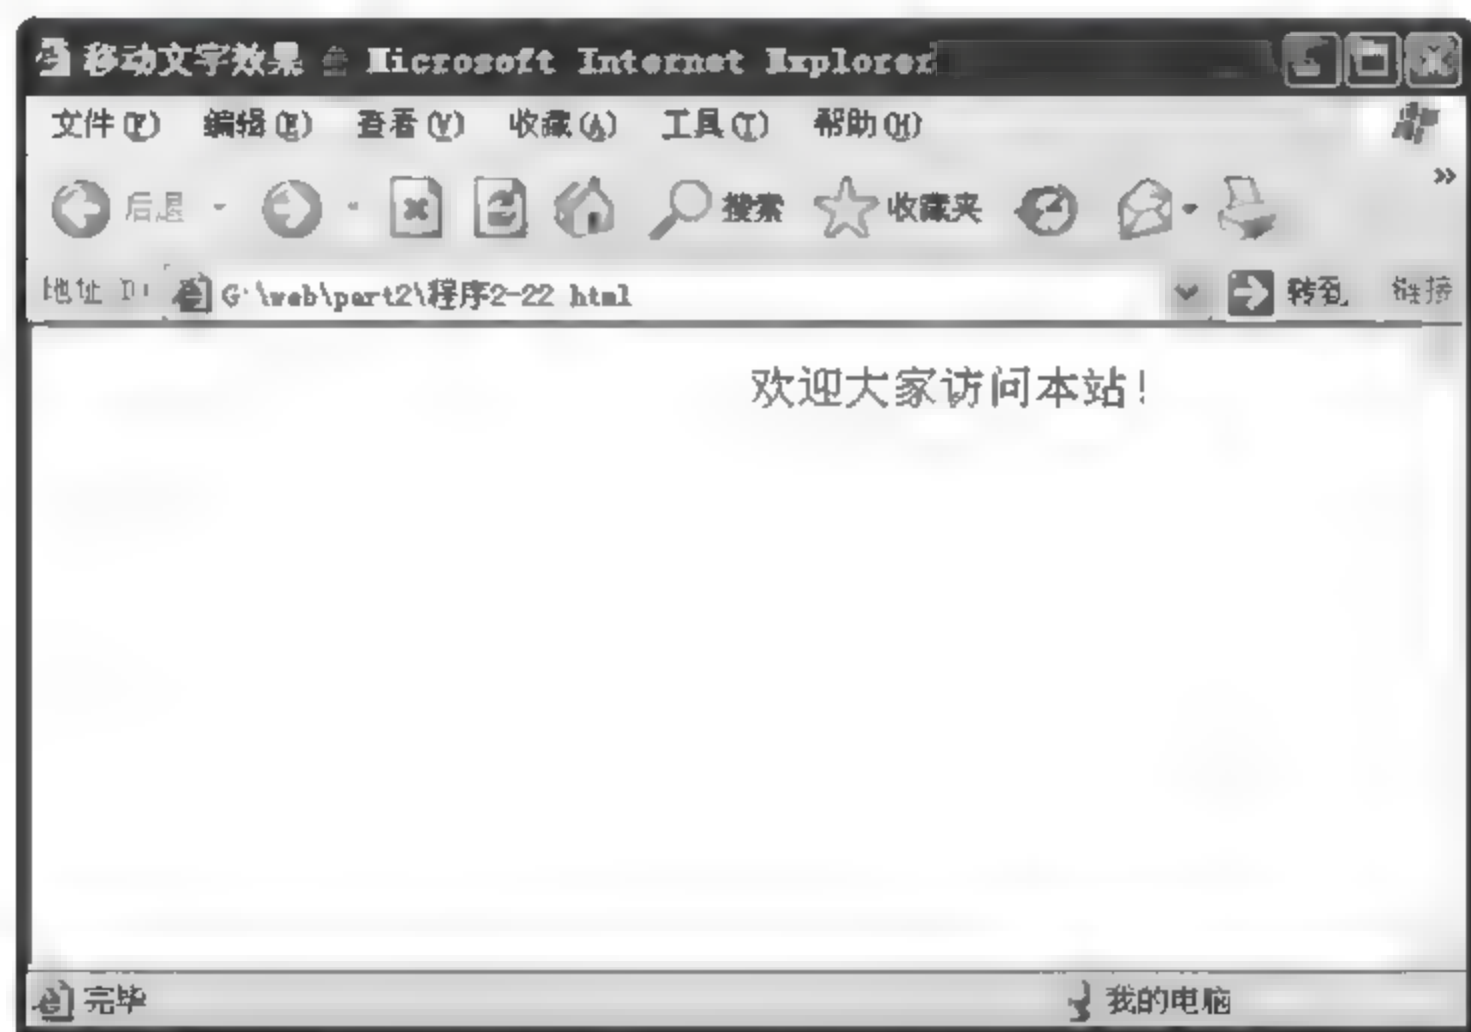 移动文字效果 - Microsoft Internet Explorer
文件(F) 编辑(E) 查看(V) 收藏(A) 工具(T) 帮助(H)
后退 搜索 收藏夹 »
地址 G:\web\part2\程序2-22 html 转到 链接
欢迎大家访问本站!
完毕 我的电脑